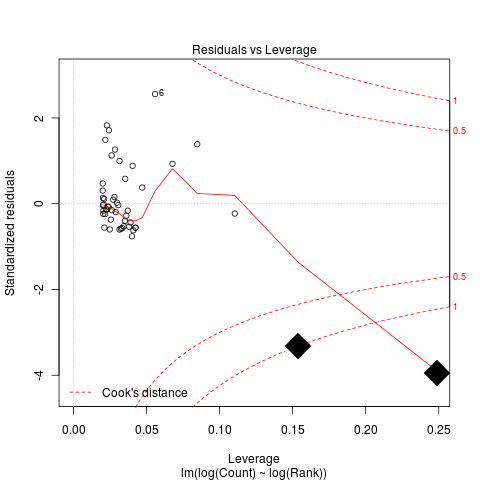 Residuals vs Leverage
Standardized residuals
2
0
-2
-4
6
1
0.5
0.5
1
Cook's distance
0.00 0.05 0.10 0.15 0.20 0.25
Leverage
lm(log(Count) ~ log(Rank))